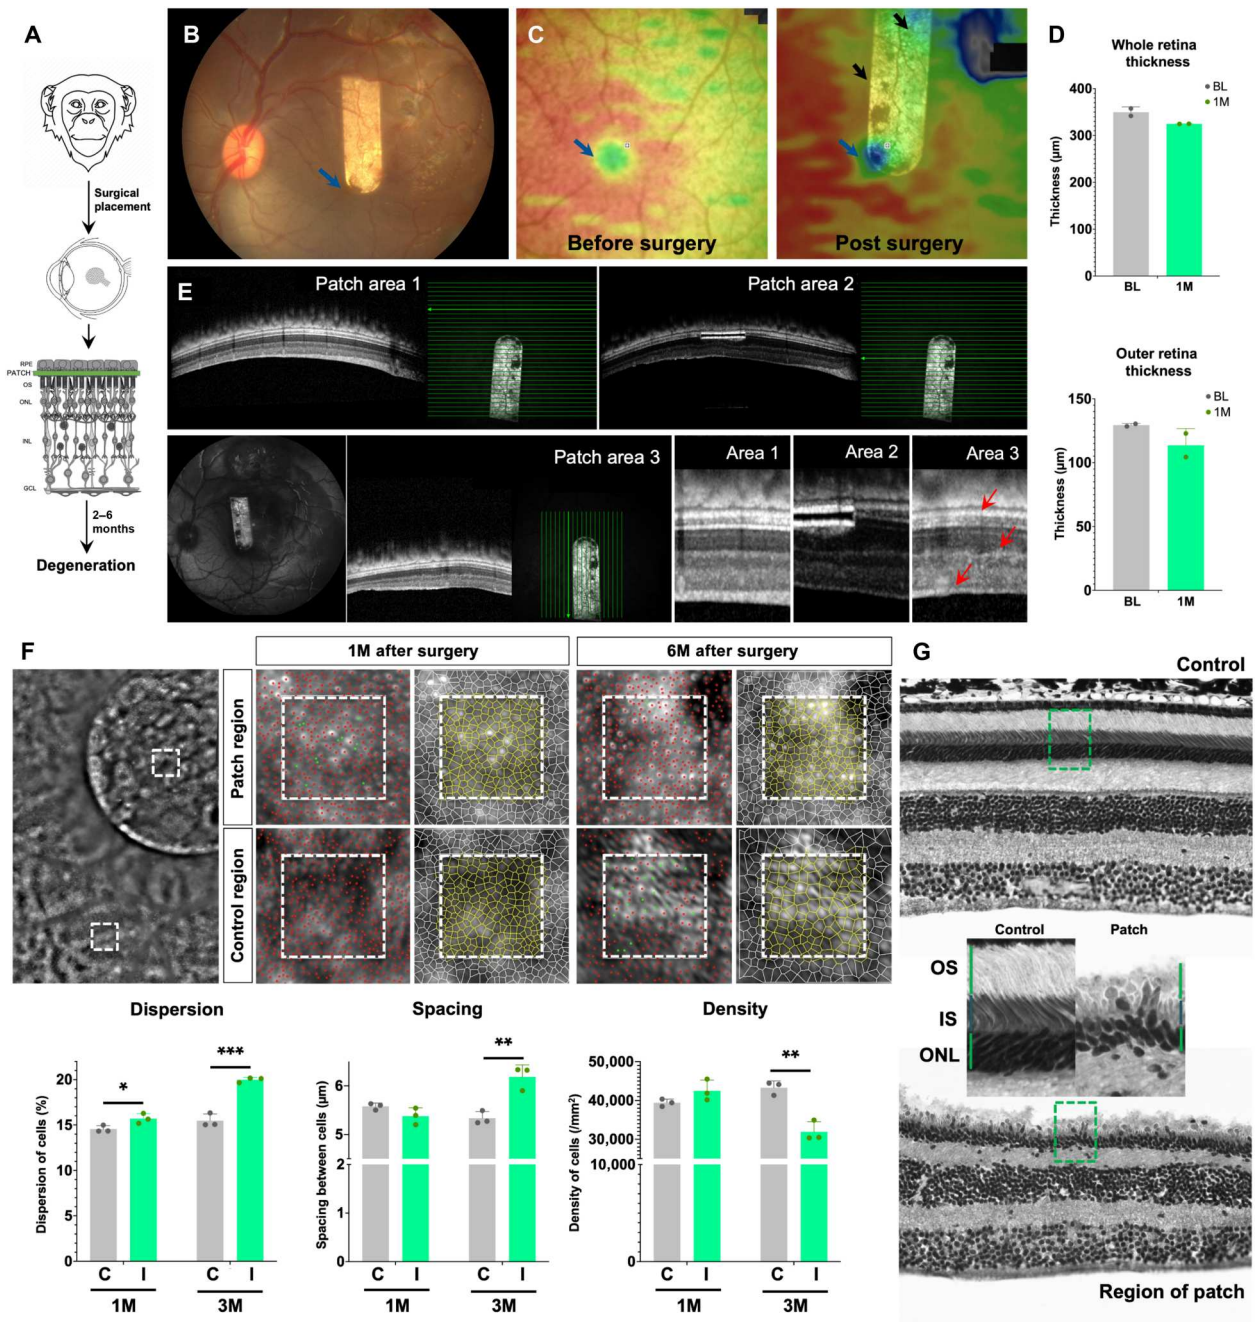 A
Surgical
placement
RPE
PATCH
OS
ONL
INL
GCL
2–6
months
Degeneration
B
C
Before surgery
Post surgery
D
Whole retina
thickness
BL
1M
400
300
200
100
0
Thickness (µm)
BL
1M
Outer retina
thickness
BL
1M
150
100
50
0
Thickness (µm)
BL
1M
E
Patch area 1
Patch area 2
Patch area 3
Area 1
Area 2
Area 3
F
1M after surgery
6M after surgery
Patch region
Control region
Dispersion
*
***
20
15
10
5
0
Dispersion of cells (%)
C
I
C
I
1M
3M
Spacing
**
6
5
2
1
0
Spacing between cells (µm)
C
I
C
I
1M
3M
Density
**
50,000
40,000
30,000
10,000
0
Density of cells (/mm²)
C
I
C
I
1M
3M
G
Control
Control
Patch
OS
IS
ONL
Region of patch